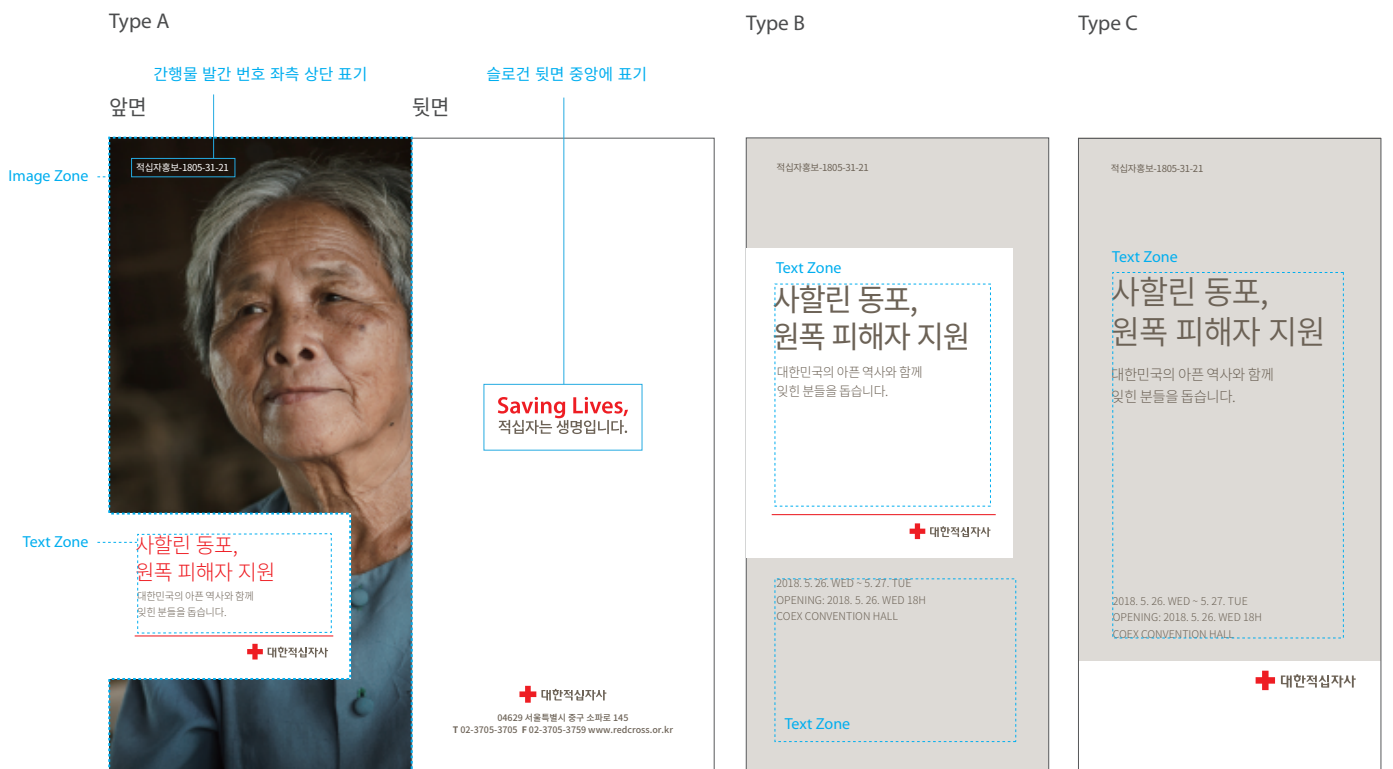 Type A
Type B
Type C
간행물 발간 번호 좌측 상단 표기
슬로건 뒷면 중앙에 표기
앞면
뒷면
Image Zone
적십자홍보-1805-31-21
Text Zone
사할린 동포,
원폭 피해자 지원
대한민국의 아픈 역사와 함께
잊힌 분들을 돕습니다.
대한적십자사
Saving Lives,
적십자는 생명입니다.
대한적십자사
04629 서울특별시 중구 소파로 145
T 02-3705-3705 F 02-3705-3759 www.redcross.or.kr
적십자홍보-1805-31-21
Text Zone
사할린 동포,
원폭 피해자 지원
대한민국의 아픈 역사와 함께
잊힌 분들을 돕습니다.
대한적십자사
2018. 5. 26. WED ~ 5. 27. TUE
OPENING: 2018. 5. 26. WED 18H
COEX CONVENTION HALL
Text Zone
적십자홍보-1805-31-21
Text Zone
사할린 동포,
원폭 피해자 지원
대한민국의 아픈 역사와 함께
잊힌 분들을 돕습니다.
2018. 5. 26. WED ~ 5. 27. TUE
OPENING: 2018. 5. 26. WED 18H
COEX CONVENTION HALL
대한적십자사